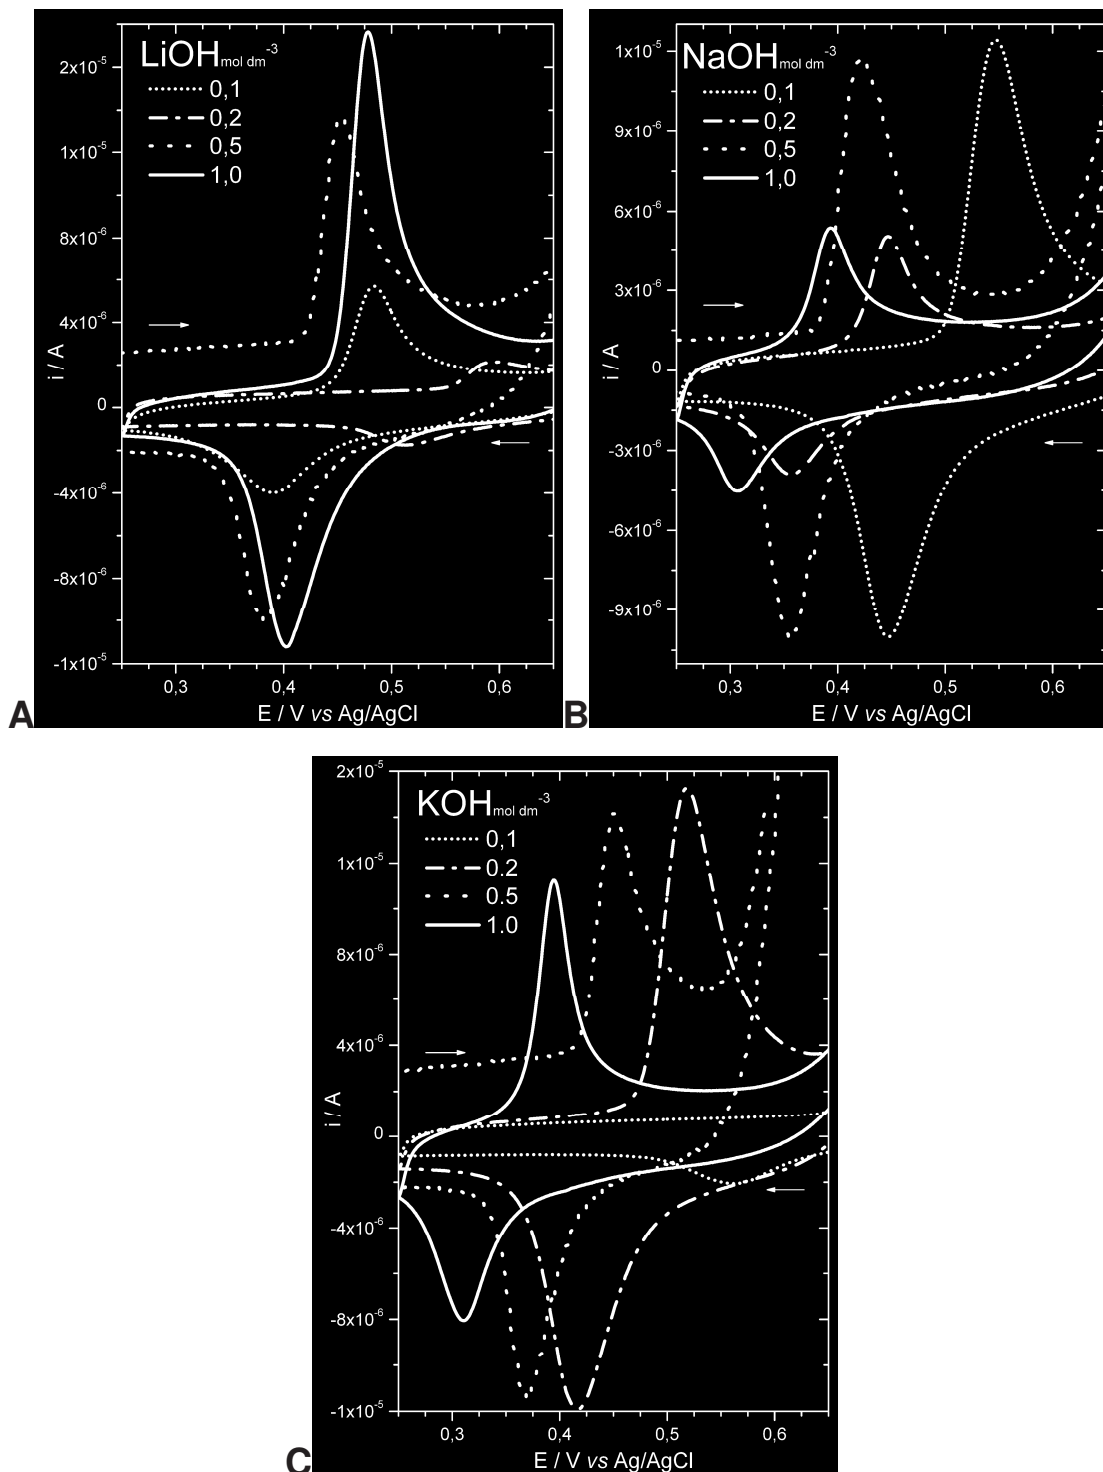 LiOH mol dm-3
0,1
0,2
0,5
1,0
2x10-5
1x10-5
8x10-6
4x10-6
0
-4x10-6
-8x10-6
-1x10-5
i / A
0,3 0,4 0,5 0,6
E / V vs Ag/AgCl
A
NaOH mol dm-3
0,1
0,2
0,5
1,0
1x10-5
9x10-6
6x10-6
3x10-6
0
-3x10-6
-6x10-6
-9x10-6
i / A
0,3 0,4 0,5 0,6
E / V vs Ag/AgCl
B
KOH mol dm-3
0,1
0.2
0.5
1.0
2x10-5
1x10-5
8x10-6
4x10-6
0
-4x10-6
-8x10-6
-1x10-5
i / A
0,3 0,4 0,5 0,6
E / V vs Ag/AgCl
C